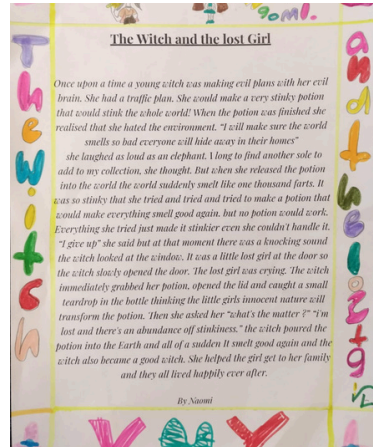 The Witch and the lost Girl
Once upon a time a young witch was making evil plans with her evil
brain. She had a traffic plan. She would make a very stinky potion
that would stink the whole world! When the potion was finished she
realised that she hated the environment. "I will make sure the world
smells so bad everyone will hide away in their homes"
she laughed as loud as an elephant. A long to find another sole to
add to my collection, she thought. But when she released the potion
into the world the world suddenly smelt like one thousand farts. It
was so stinky that she tried and tried and tried to make a potion that
would make everything smell good again. but no potion would work.
Everything she tried just made it stinkier even she couldn't handle it.
"I give up" she said but at that moment there was a knocking sound
the witch looked at the window. It was a little lost girl at the door so
the witch slowly opened the door. The lost girl was crying. The witch
immediately grabbed her potion, opened the lid and caught a small
teardrop in the bottle thinking the little girls innocent nature will
transform the potion. Then she asked her "what's the matter ?" "i'm
lost and there's an abundance off stinkiness." the witch poured the
potion into the Earth and all of a sudden It smelt good again and the
witch also became a good witch. She helped the girl get to her family
and they all lived happily ever after.
By Naomi
The witch